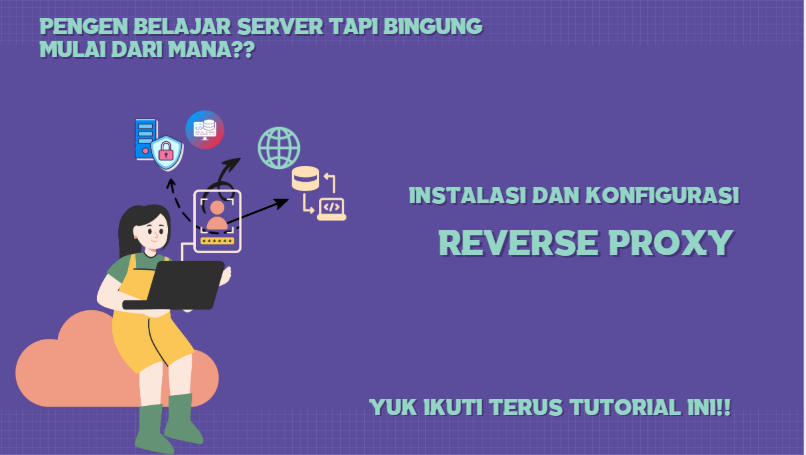 PENGEN BELAJAR SERVER TAPI BINGUNG
MULAI DARI MANA??
INSTALASI DAN KONFIGURASI
REVERSE PROXY
YUK IKUTI TERUS TUTORIAL INI!!